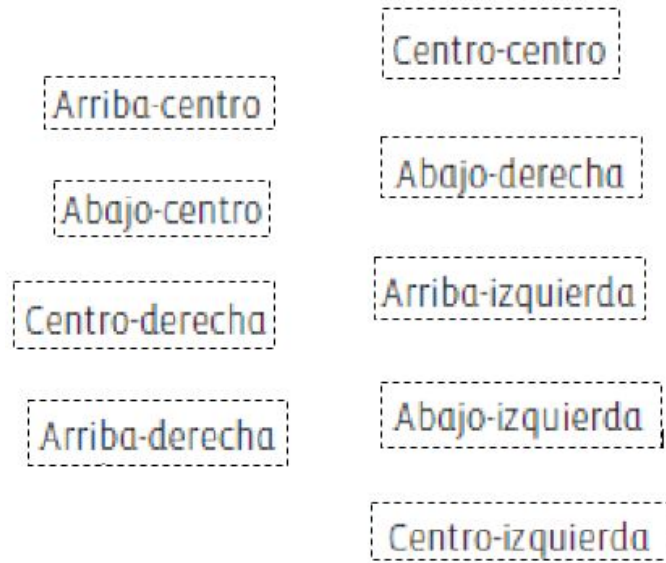 Arriba-centro
Abajo-centro
Centro-derecha
Arriba-derecha
Centro-centro
Abajo-derecha
Arriba-izquierda
Abajo-izquierda
Centro-izquierda